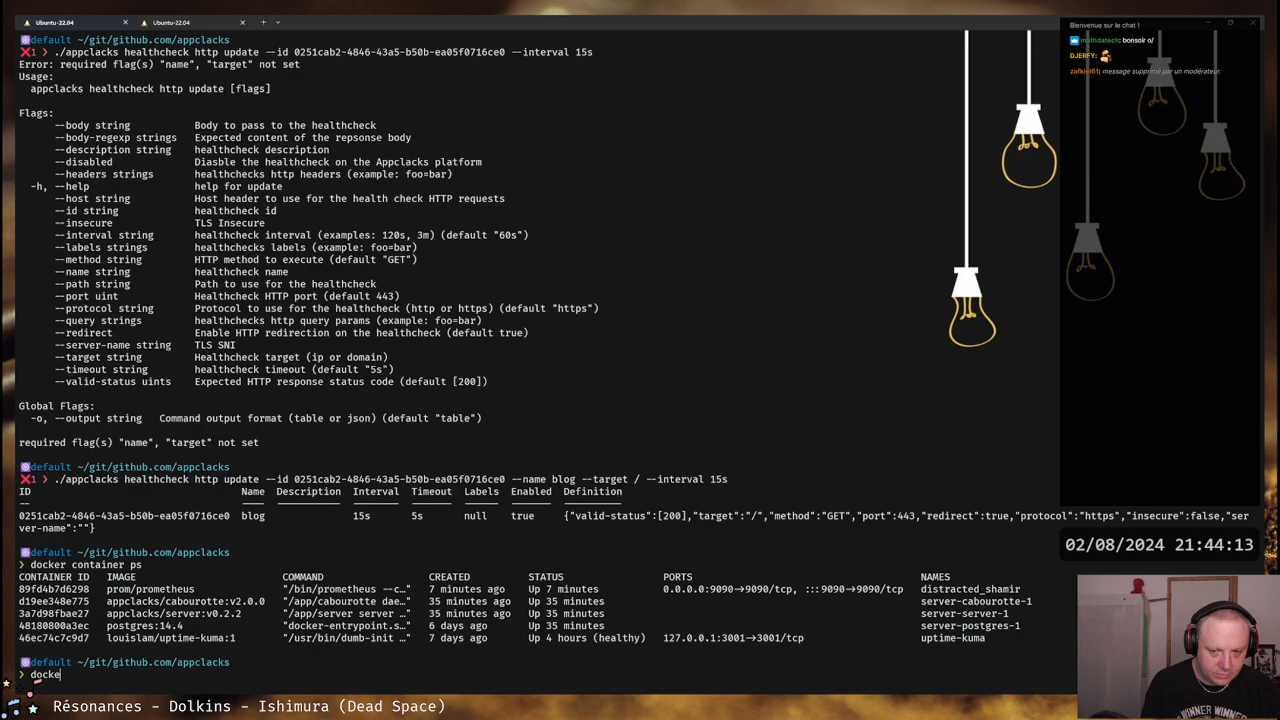 Ubuntu-22.04
Ubuntu-22.04
default ~/git/github.com/appclacks
1 ❯ ./appclacks healthcheck http update --id 0251cab2-4846-43a5-b50b-ea05f0716ce0 --interval 15s
Error: required flag(s) "name", "target" not set
Usage:
appclacks healthcheck http update [flags]
Flags:
--body string Body to pass to the healthcheck
--body-regexp strings Expected content of the repsonse body
--description string healthcheck description
--disabled Diasble the healthcheck on the Appclacks platform
--headers strings healthchecks http headers (example: foo=bar)
-h, --help help for update
--host string Host header to use for the health check HTTP requests
--id string healthcheck id
--insecure TLS Insecure
--interval string healthcheck interval (examples: 120s, 3m) (default "60s")
--labels strings healthchecks labels (example: foo=bar)
--method string HTTP method to execute (default "GET")
--name string healthcheck name
--path string Path to use for the healthcheck
--port uint Healthcheck HTTP port (default 443)
--protocol string Protocol to use for the healthcheck (http or https) (default "https")
--query strings healthchecks http query params (example: foo=bar)
--redirect Enable HTTP redirection on the healthcheck (default true)
--server-name string TLS SNI
--target string Healthcheck target (ip or domain)
--timeout string healthcheck timeout (default "5s")
--valid-status uints Expected HTTP response status code (default [200])
Global Flags:
-o, --output string Command output format (table or json) (default "table")
required flag(s) "name", "target" not set
default ~/git/github.com/appclacks
1 ❯ ./appclacks healthcheck http update --id 0251cab2-4846-43a5-b50b-ea05f0716ce0 --name blog --target / --interval 15s
ID Name Description Interval Timeout Labels Enabled Definition
0251cab2-4846-43a5-b50b-ea05f0716ce0 blog 15s 5s null true {"valid-status":[200],"target":"/","method":"GET","port":443,"redirect":true,"protocol":"https","insecure":false,"ser
ver-name":""}
default ~/git/github.com/appclacks
❯ docker container ps
CONTAINER ID IMAGE COMMAND CREATED STATUS PORTS NAMES
89fd4b7d6298 prom/prometheus "/bin/prometheus --c…" 7 minutes ago Up 7 minutes 0.0.0.0:9090->9090/tcp, :::9090->9090/tcp distracted_shamir
d19ee348e775 appclacks/cabourotte:v2.0.0 "/app/cabourotte dae…" 35 minutes ago Up 35 minutes server-cabourotte-1
3a7d98fbae27 appclacks/server:v0.2.2 "/app/server server …" 35 minutes ago Up 35 minutes server-server-1
48180800a3ec postgres:14.4 "docker-entrypoint.s…" 6 days ago Up 35 minutes server-postgres-1
46ec74c7c9d7 louislam/uptime-kuma:1 "/usr/bin/dumb-init …" 7 days ago Up 4 hours (healthy) 127.0.0.1:3001->3001/tcp uptime-kuma
default ~/git/github.com/appclacks
❯ docke
Bienvenue sur le chat !
mathdatech: bonsoir o/
DJERFY:
zafkiel61: message supprimé par un modérateur.
02/08/2024 21:44:13
WINNER WINNER
Résonances - Dolkins - Ishimura (Dead Space)